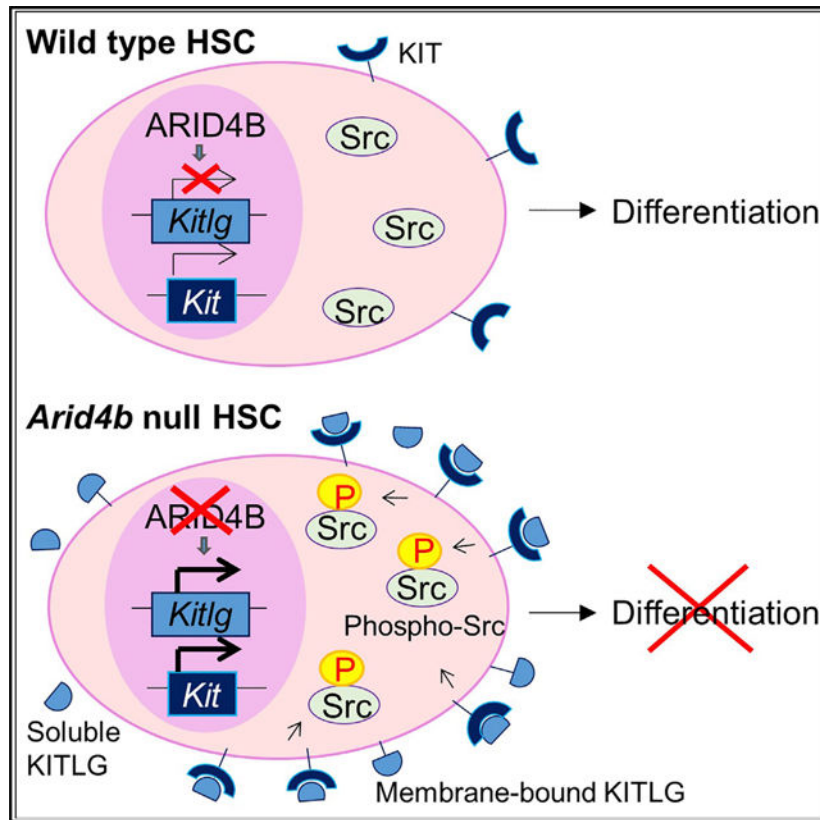 Wild type HSC
KIT
ARID4B
Src
Kitlg
Src
Differentiation
Kit
Src
Arid4b null HSC
P
ARID4B
Src
P
Kitlg
Src
Differentiation
Phospho-Src
P
Kit
Src
Soluble
KITLG
Membrane-bound KITLG